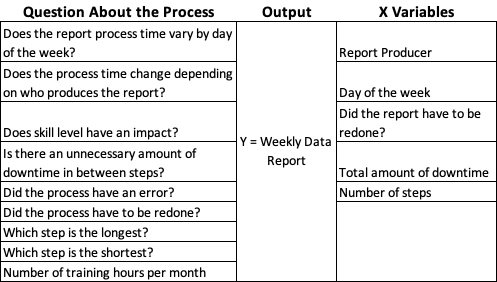 Question About the Process
Output
X Variables
Does the report process time vary by day
of the week?
Does the process time change depending
on who produces the report?
Does skill level have an impact?
Is there an unnecessary amount of
downtime in between steps?
Did the process have an error?
Did the process have to be redone?
Which step is the longest?
Which step is the shortest?
Number of training hours per month
Y = Weekly Data
Report
Report Producer
Day of the week
Did the report have to be
redone?
Total amount of downtime
Number of steps